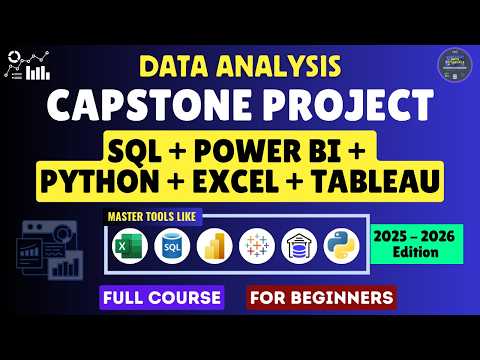 DATA ANALYSIS
CAPSTONE PROJECT
SQL + POWER BI +
PYTHON + EXCEL + TABLEAU
MASTER TOOLS LIKE
SQL
2025 – 2026
Edition
FULL COURSE
FOR BEGINNERS